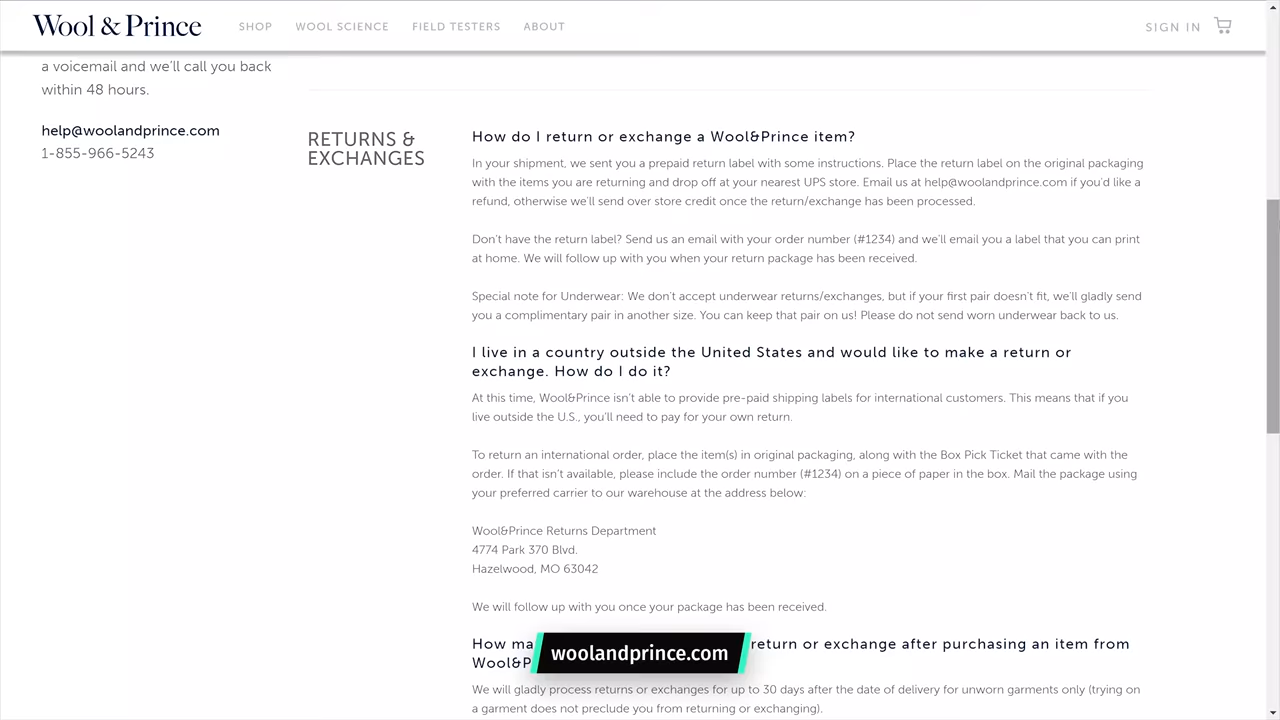 Wool & Prince
SHOP WOOL SCIENCE FIELD TESTERS ABOUT
SIGN IN
a voicemail and we'll call you back
within 48 hours.
help@woolandprince.com
1-855-966-5243
RETURNS &
EXCHANGES
How do I return or exchange a Wool&Prince item?
In your shipment, we sent you a prepaid return label with some instructions. Place the return label on the original packaging
with the items you are returning and drop off at your nearest UPS store. Email us at help@woolandprince.com if you'd like a
refund, otherwise we'll send over store credit once the return/exchange has been processed.
Don't have the return label? Send us an email with your order number (#1234) and we'll email you a label that you can print
at home. We will follow up with you when your return package has been received.
Special note for Underwear: We don't accept underwear returns/exchanges, but if your first pair doesn't fit, we'll gladly send
you a complimentary pair in another size. You can keep that pair on us! Please do not send worn underwear back to us.
I live in a country outside the United States and would like to make a return or
exchange. How do I do it?
At this time, Wool&Prince isn't able to provide pre-paid shipping labels for international customers. This means that if you
live outside the U.S., you'll need to pay for your own return.
To return an international order, place the item(s) in original packaging, along with the Box Pick Ticket that came with the
order. If that isn't available, please include the order number (#1234) on a piece of paper in the box. Mail the package using
your preferred carrier to our warehouse at the address below:
Wool&Prince Returns Department
4774 Park 370 Blvd.
Hazelwood, MO 63042
We will follow up with you once your package has been received.
How ma return or exchange after purchasing an item from
Wool&P
woolandprince.com
We will gladly process returns or exchanges for up to 30 days after the date of delivery for unworn garments only (trying on
a garment does not preclude you from returning or exchanging).